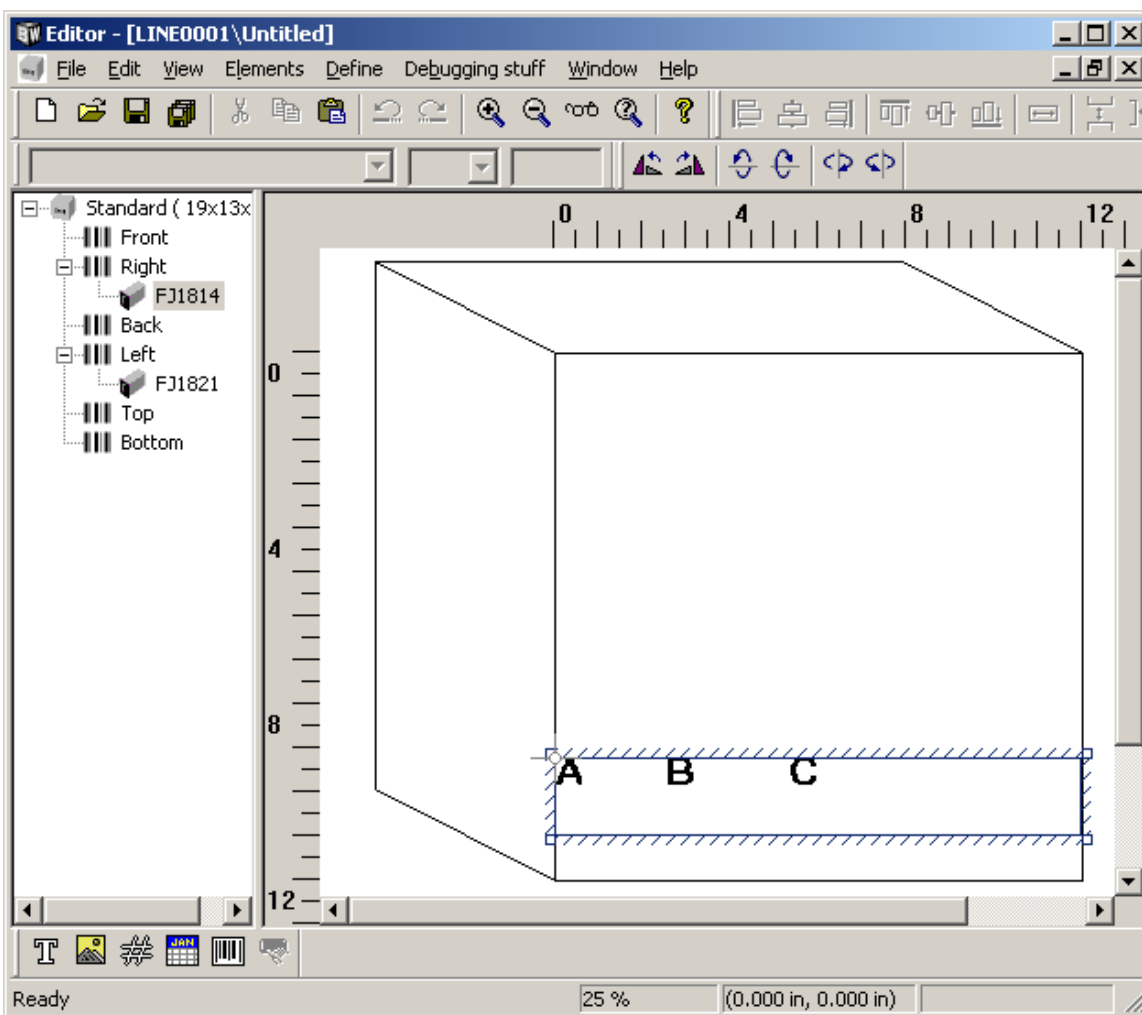 Editor - [LINE0001\Untitled]
File Edit View Elements Define Debugging stuff Window Help
Standard ( 19x13x
Front
Right
FJ1814
Back
Left
FJ1821
Top
Bottom
0 4 8 12
0
4
8
12
A B C
JAN
Ready 25 % (0.000 in, 0.000 in)